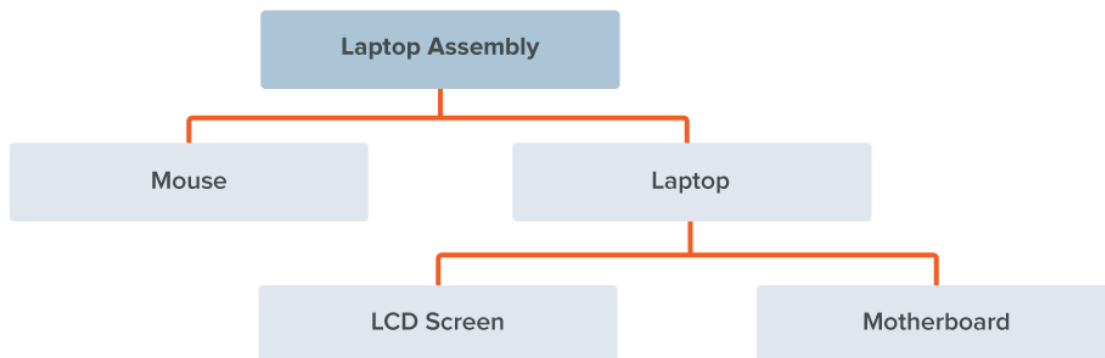 Laptop Assembly
Mouse
Laptop
LCD Screen
Motherboard